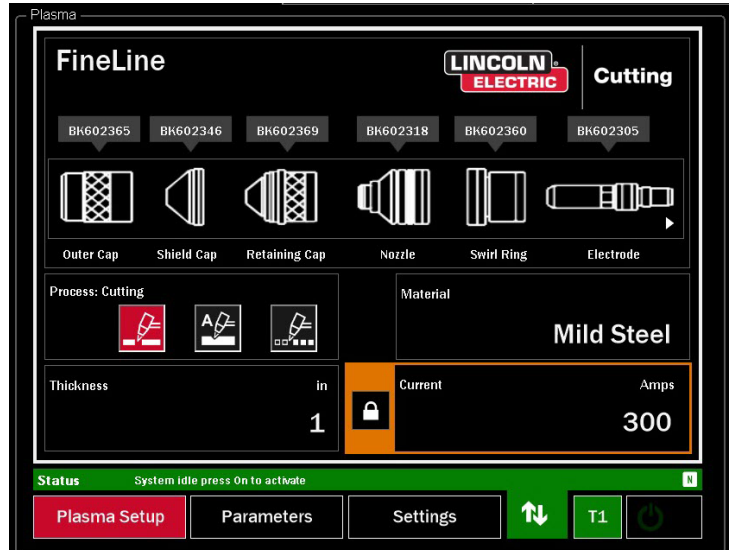 Plasma
FineLine
LINCOLN ELECTRIC
Cutting
BK602365 BK602346 BK602369 BK602318 BK602360 BK602305
Outer Cap Shield Cap Retaining Cap Nozzle Swirl Ring Electrode
Process: Cutting
A
Material
Mild Steel
Thickness in
1
Current Amps
300
Status System idle press On to activate N
Plasma Setup Parameters Settings T1